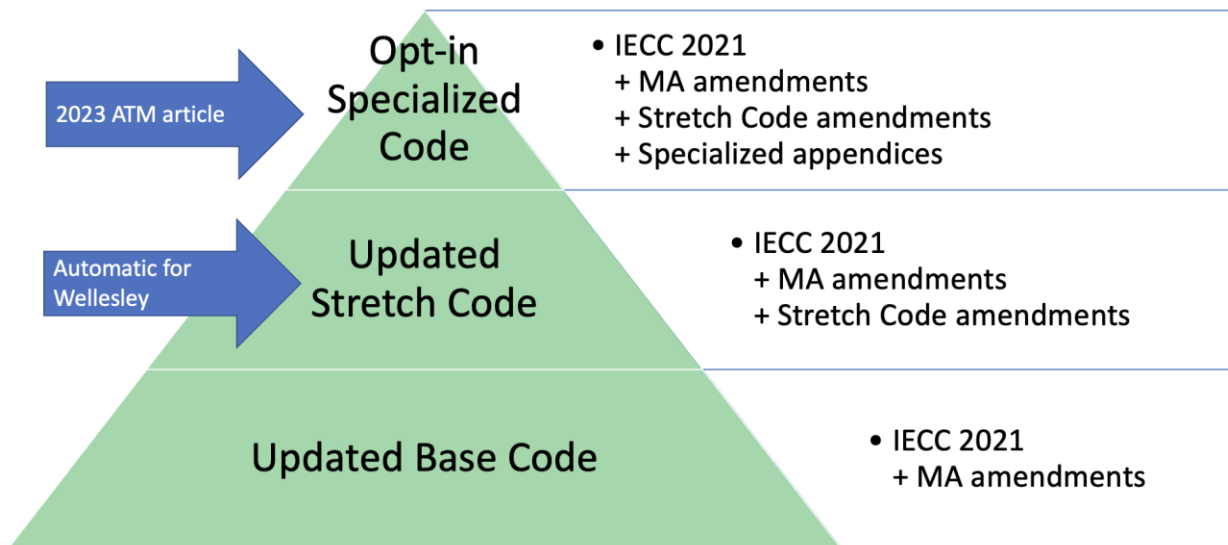 Opt-in
Specialized
Code
2023 ATM article
• IECC 2021
+ MA amendments
+ Stretch Code amendments
+ Specialized appendices
Updated
Stretch Code
Automatic for
Wellesley
• IECC 2021
+ MA amendments
+ Stretch Code amendments
Updated Base Code
• IECC 2021
+ MA amendments